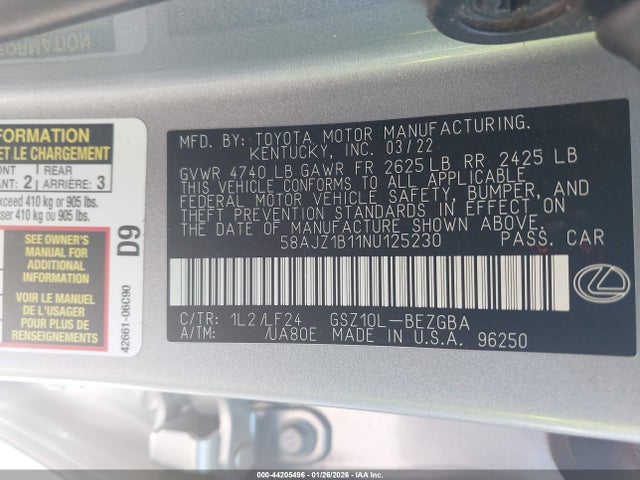 FORMATION
INFORMATION
ET LE CHARGEMENT
ONT REAR
ANT: 2 ARRIÈRE: 3
exceed 410 kg or 905 lbs.
sser 410 kg ou 905 lbs.
SEE OWNER'S
MANUAL FOR
ADDITIONAL
INFORMATION
VOIR LE MANUEL
DE L'USAGER
POUR PLUS DE
RENSEIGNEMENTS
D9
42661-06C90
MFD. BY: TOYOTA MOTOR MANUFACTURING.
KENTUCKY, INC. 03/22
GVWR 4740 LB GAWR FR 2625 LB RR 2425 LB
THIS VEHICLE CONFORMS TO ALL APPLICABLE
FEDERAL MOTOR VEHICLE SAFETY, BUMPER, AND
THEFT PREVENTION STANDARDS IN EFFECT ON
THE DATE OF MANUFACTURE SHOWN ABOVE.
58AJZ1B11NU125230 PASS. CAR
C/TR: 1L2 /LF24 GSZ10L-BEZGBA
A/TM: /UA80E MADE IN U.S.A. 96250
000-44205496 | 01/26/2026 | IAA Inc.